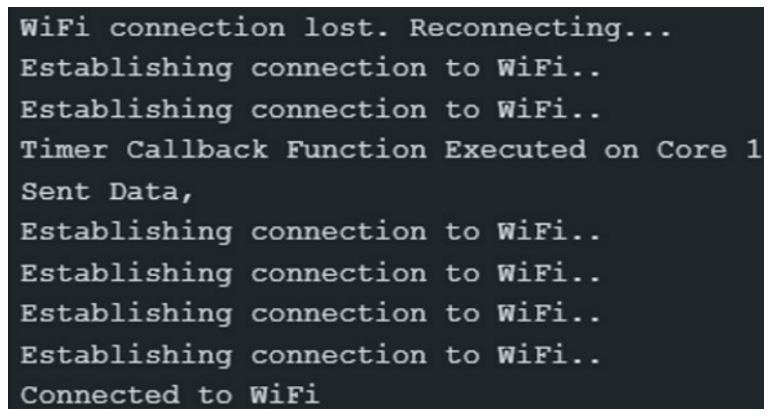 WiFi connection lost. Reconnecting...
Establishing connection to WiFi..
Establishing connection to WiFi..
Timer Callback Function Executed on Core 1
Sent Data,
Establishing connection to WiFi..
Establishing connection to WiFi..
Establishing connection to WiFi..
Establishing connection to WiFi..
Connected to WiFi